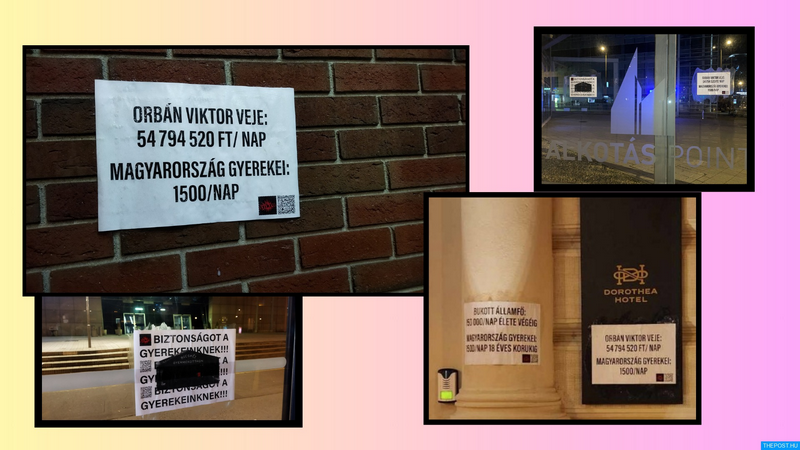 ORBÁN VIKTOR VEJE:
54 794 520 FT/ NAP
MAGYARORSZÁG GYEREKEI:
1500/NAP
ALKOTÁS POINT
BIZTONSÁGOT A
GYEREKEINKNEK!!!
BIZTONSÁGOT A
GYEREKEINKNEK!!!
BUKOTT ÁLLAMFŐ:
MAGYARORSZÁG GYEREKEI:
1500/NAP 18 ÉVES KORUKIG
DOROTHEA
HOTEL
ORBÁN VIKTOR VEJE:
54 794 520 FT/ NAP
MAGYARORSZÁG GYEREKEI:
1500/NAP
THEPOST.HU